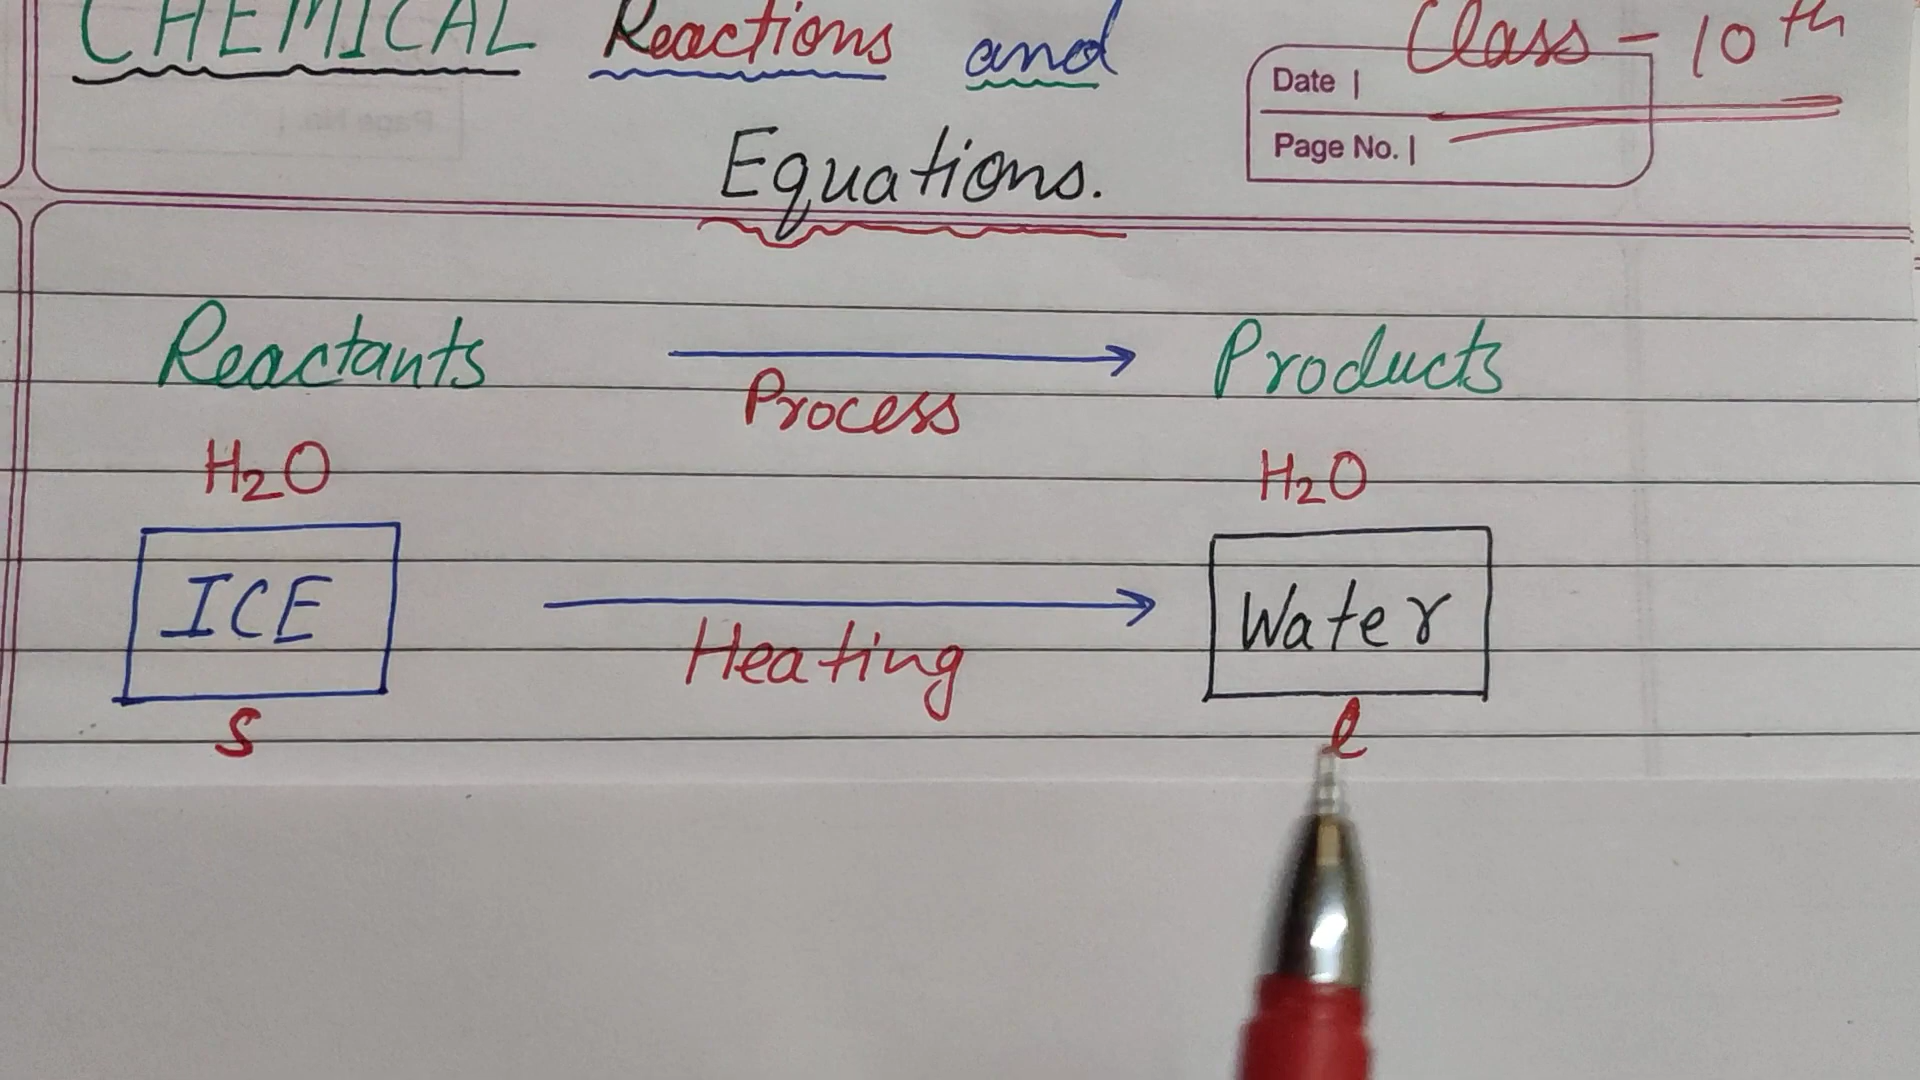 CHEMICAL Reactions and
Class - 10th
Date |
Page No. |
Equations.
Reactants Process Products
H₂O H₂O
ICE Heating Water
s l